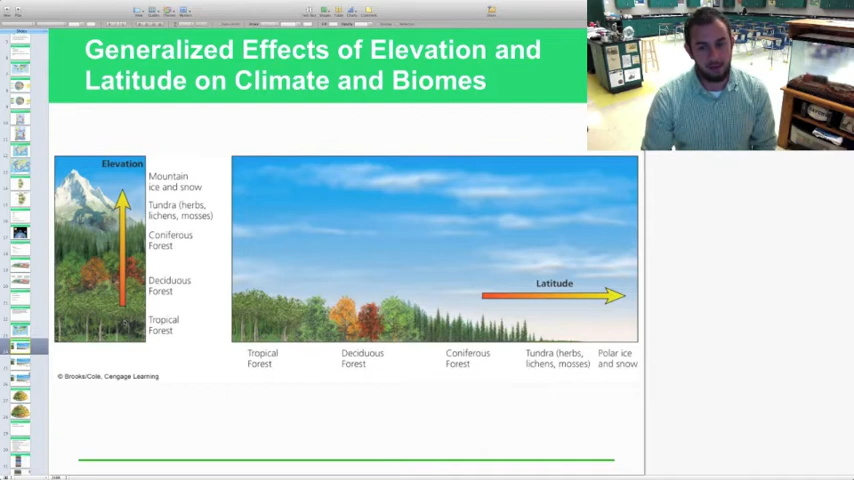 Generalized Effects of Elevation and
Latitude on Climate and Biomes
Elevation
Mountain
ice and snow
Tundra (herbs,
lichens, mosses)
Coniferous
Forest
Deciduous
Forest
Tropical
Forest
Latitude
Tropical
Forest
Deciduous
Forest
Coniferous
Forest
Tundra (herbs,
lichens, mosses)
Polar ice
and snow
© Brooks/Cole, Cengage Learning